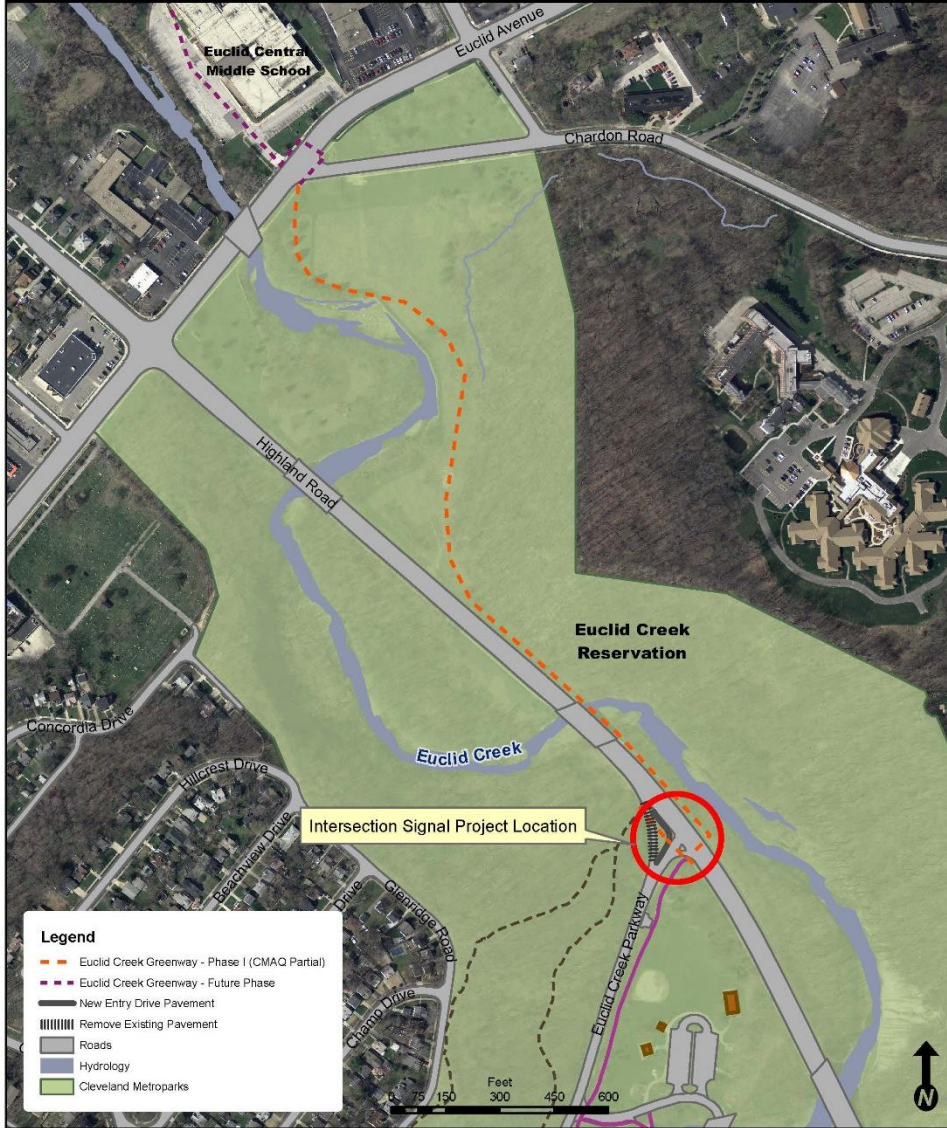 Euclid Central
Middle School
Euclid Avenue
Chardon Road
Highland Road
Euclid Creek
Reservation
Concordia Drive
Hillcrest Drive
Euclid Creek
Beachview Drive
Intersection Signal Project Location
Drive
Glenridge Road
Euclid Creek Parkway
Champ Drive
Legend
Euclid Creek Greenway - Phase I (CMAQ Partial)
Euclid Creek Greenway - Future Phase
New Entry Drive Pavement
Remove Existing Pavement
Roads
Hydrology
Cleveland Metroparks
Feet
0 75 150 300 450 600
N